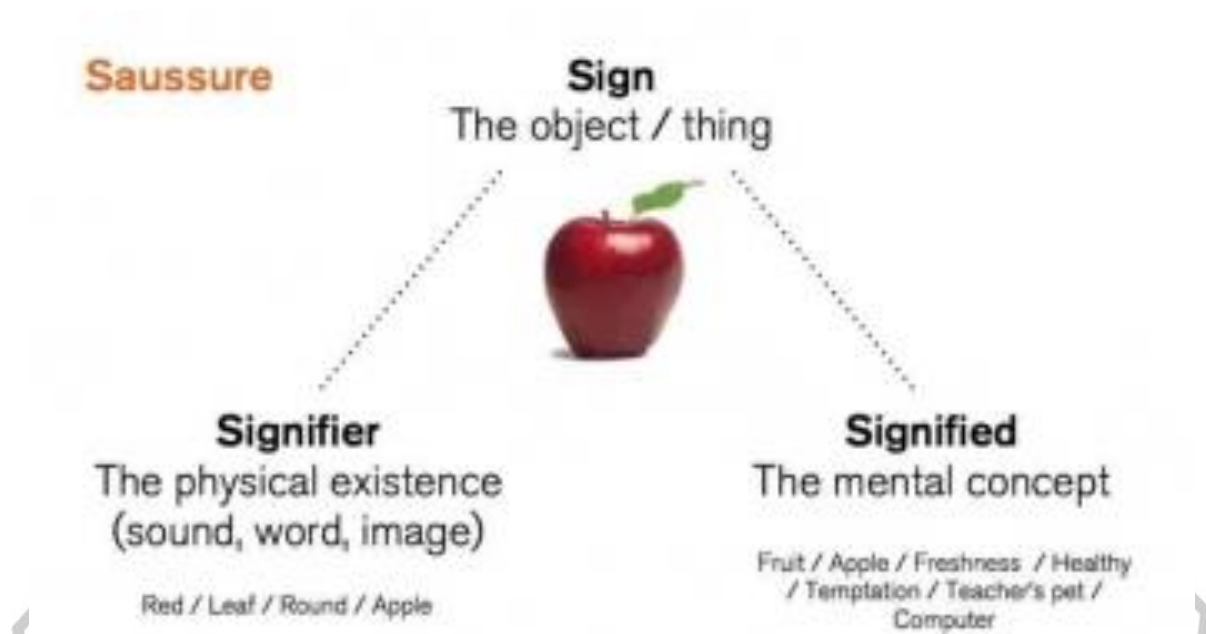 Saussure
Sign
The object / thing
Signifier
The physical existence
(sound, word, image)
Red / Leaf / Round / Apple
Signified
The mental concept
Fruit / Apple / Freshness / Healthy
/ Temptation / Teacher's pet /
Computer